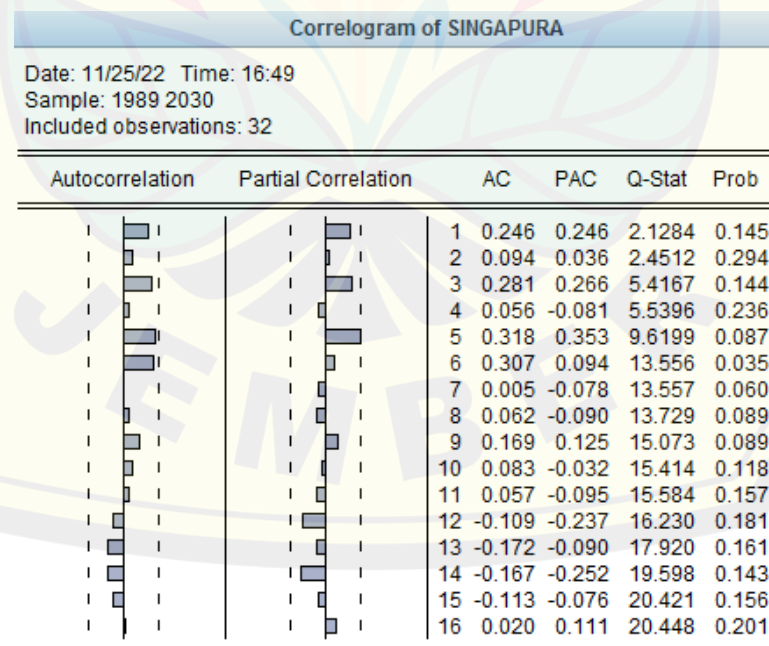 Correlogram of SINGAPURA
Date: 11/25/22 Time: 16:49
Sample: 1989 2030
Included observations: 32
Autocorrelation Partial Correlation AC PAC Q-Stat Prob
1 0.246 0.246 2.1284 0.145
2 0.094 0.036 2.4512 0.294
3 0.281 0.266 5.4167 0.144
4 0.056 -0.081 5.5396 0.236
5 0.318 0.353 9.6199 0.087
6 0.307 0.094 13.556 0.035
7 0.005 -0.078 13.557 0.060
8 0.062 -0.090 13.729 0.089
9 0.169 0.125 15.073 0.089
10 0.083 -0.032 15.414 0.118
11 0.057 -0.095 15.584 0.157
12 -0.109 -0.237 16.230 0.181
13 -0.172 -0.090 17.920 0.161
14 -0.167 -0.252 19.598 0.143
15 -0.113 -0.076 20.421 0.156
16 0.020 0.111 20.448 0.201
JEMBER